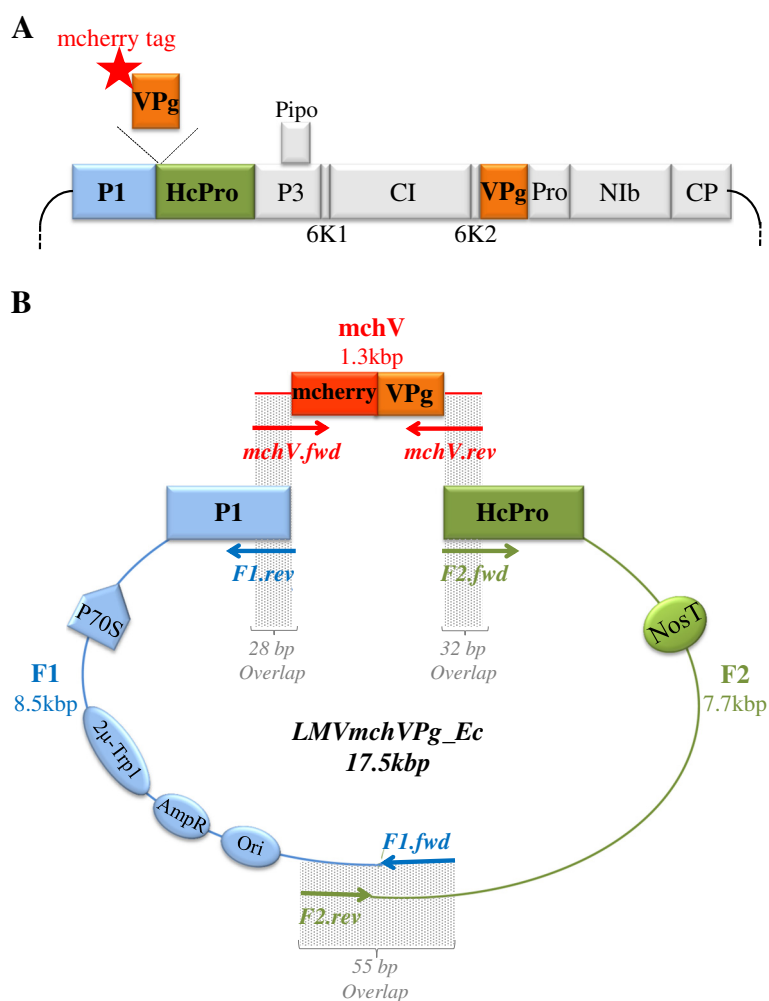 A
mcherry tag
VPg
Pipo
P1 HcPro P3 CI VPg Pro NIb CP
6K1 6K2
B
mchV
1.3kbp
mcherry VPg
mchV.fwd mchV.rev
P1 HcPro
F1.rev F2.fwd
P70S NosT
28 bp
Overlap
32 bp
Overlap
F1
8.5kbp
F2
7.7kbp
2μ-Trp1
LMVmchVPg_Ec
17.5kbp
AmpR
Ori
F1.fwd
F2.rev
55 bp
Overlap